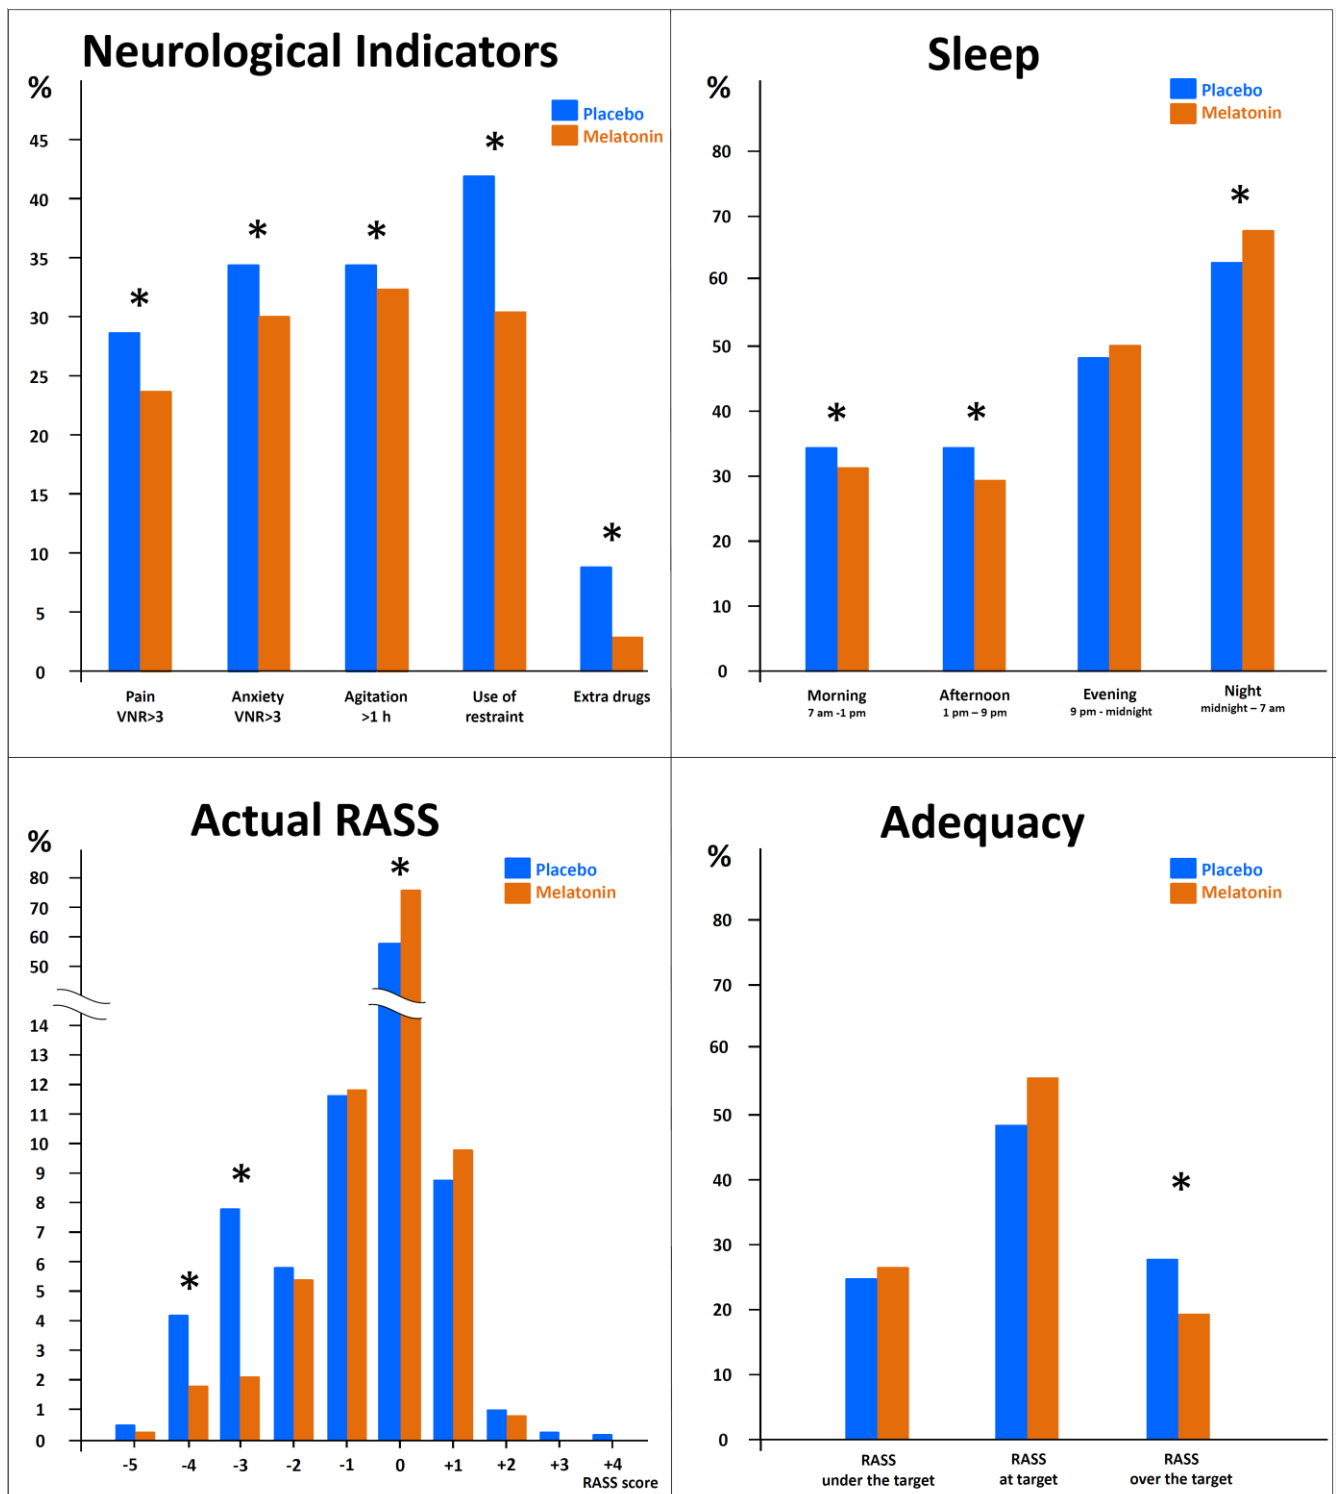 Neurological Indicators
%
Placebo
Melatonin
45
40
35
30
25
20
15
10
5
0
*
*
*
*
*
Pain
VNR>3
Anxiety
VNR>3
Agitation
>1 h
Use of
restraint
Extra drugs
Sleep
%
Placebo
Melatonin
80
70
60
50
40
30
20
10
0
*
*
*
Morning
7 am -1 pm
Afternoon
1 pm – 9 pm
Evening
9 pm - midnight
Night
midnight – 7 am
Actual RASS
%
Placebo
Melatonin
80
70
60
50
14
13
12
11
10
9
8
7
6
5
4
3
2
1
0
*
*
*
-5 -4 -3 -2 -1 0 +1 +2 +3 +4
RASS score
Adequacy
%
Placebo
Melatonin
80
70
60
50
40
30
20
10
0
*
RASS
under the target
RASS
at target
RASS
over the target